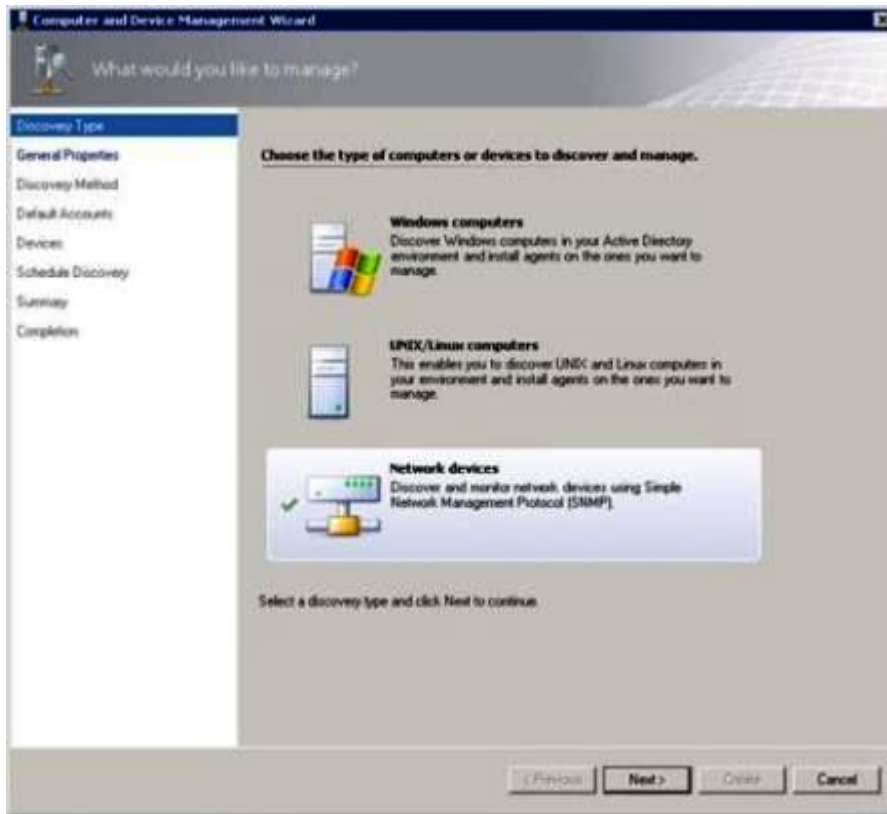 Computer and Device Management Wizard
What would you like to manage?
Discovery Type
General Properties
Discovery Method
Default Accounts
Devices
Schedule Discovery
Summary
Completion
Choose the type of computers or devices to discover and manage.
Windows computers
Discover Windows computers in your Active Directory
environment and install agents on the ones you want to
manage.
UNIX/Linux computers
This enables you to discover UNIX and Linux computers in
your environment and install agents on the ones you want to
manage.
Network devices
Discover and monitor network devices using Simple
Network Management Protocol (SNMP).
Select a discovery type and click Next to continue
< Previous
Next >
Create
Cancel